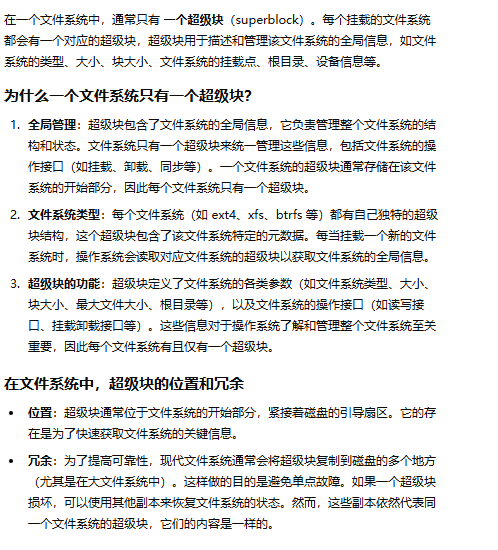 在一个文件系统中，通常只有 一个超级块（superblock）。每个挂载的文件系统
都会有一个对应的超级块，超级块用于描述和管理该文件系统的全局信息，如文件
系统的类型、大小、块大小、文件系统的挂载点、根目录、设备信息等。
为什么一个文件系统只有一个超级块？
1. 全局管理：超级块包含了文件系统的全局信息，它负责管理整个文件系统的结
构和状态。文件系统只有一个超级块来统一管理这些信息，包括文件系统的操
作接口（如挂载、卸载、同步等）。一个文件系统的超级块通常存储在该文件
系统的开始部分，因此每个文件系统只有一个超级块。
2. 文件系统类型：每个文件系统（如 ext4、xfs、btrfs 等）都有自己独特的超级
块结构，这个超级块包含了该文件系统特定的元数据。每当挂载一个新的文件
系统时，操作系统会读取对应文件系统的超级块以获取文件系统的全局信息。
3. 超级块的功能：超级块定义了文件系统的各类参数（如文件系统类型、大小、
块大小、最大文件大小、根目录等），以及文件系统的操作接口（如读写接
口、挂载卸载接口等）。这些信息对于操作系统了解和管理整个文件系统至关
重要，因此每个文件系统有且仅有一个超级块。
在文件系统中，超级块的位置和冗余
• 位置：超级块通常位于文件系统的开始部分，紧接着磁盘的引导扇区。它的存
在是为了快速获取文件系统的关键信息。
• 冗余：为了提高可靠性，现代文件系统通常会将超级块复制到磁盘的多个地方
（尤其是在大文件系统中）。这样做的目的是避免单点故障。如果一个超级块
损坏，可以使用其他副本来恢复文件系统的状态。然而，这些副本依然代表同
一个文件系统的超级块，它们的内容是一样的。